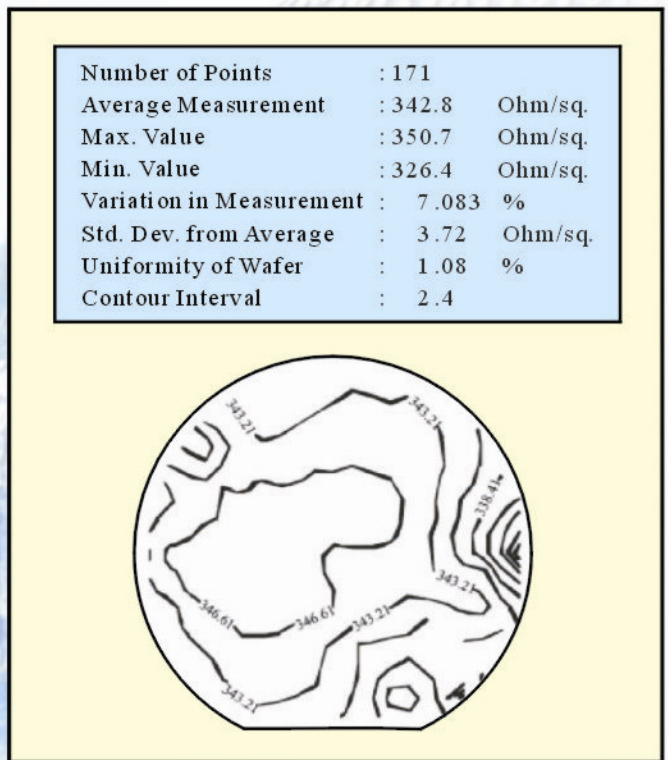 Number of Points : 171
Average Measurement : 342.8 Ohm/sq.
Max. Value : 350.7 Ohm/sq.
Min. Value : 326.4 Ohm/sq.
Variation in Measurement : 7.083 %
Std. Dev. from Average : 3.72 Ohm/sq.
Uniformity of Wafer : 1.08 %
Contour Interval : 2.4
343.21
343.21
338.41
343.21
346.61
346.61
343.21
343.21